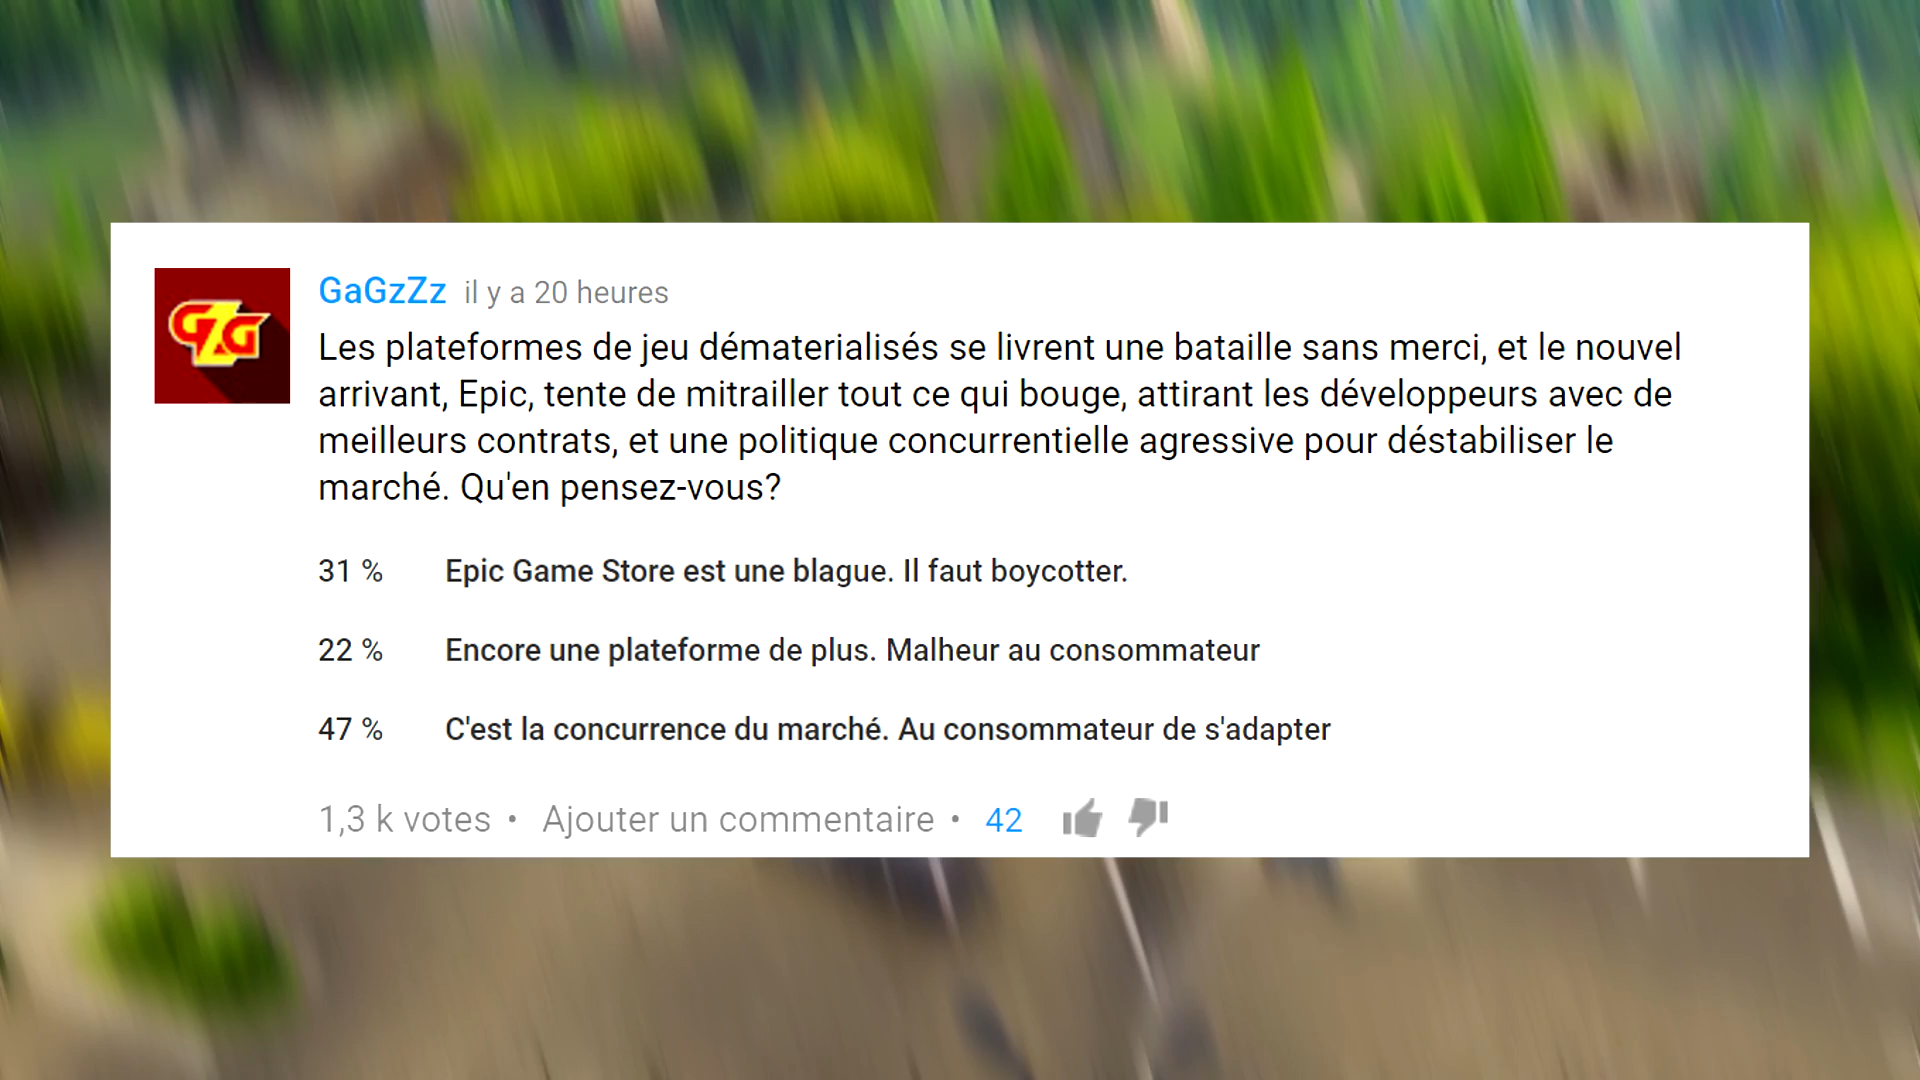 GZG
GaGzZz il y a 20 heures
Les plateformes de jeu dématerialisés se livrent une bataille sans merci, et le nouvel
arrivant, Epic, tente de mitrailler tout ce qui bouge, attirant les développeurs avec de
meilleurs contrats, et une politique concurrentielle agressive pour déstabiliser le
marché. Qu'en pensez-vous?
31 % Epic Game Store est une blague. Il faut boycotter.
22 % Encore une plateforme de plus. Malheur au consommateur
47 % C'est la concurrence du marché. Au consommateur de s'adapter
1,3 k votes • Ajouter un commentaire • 42